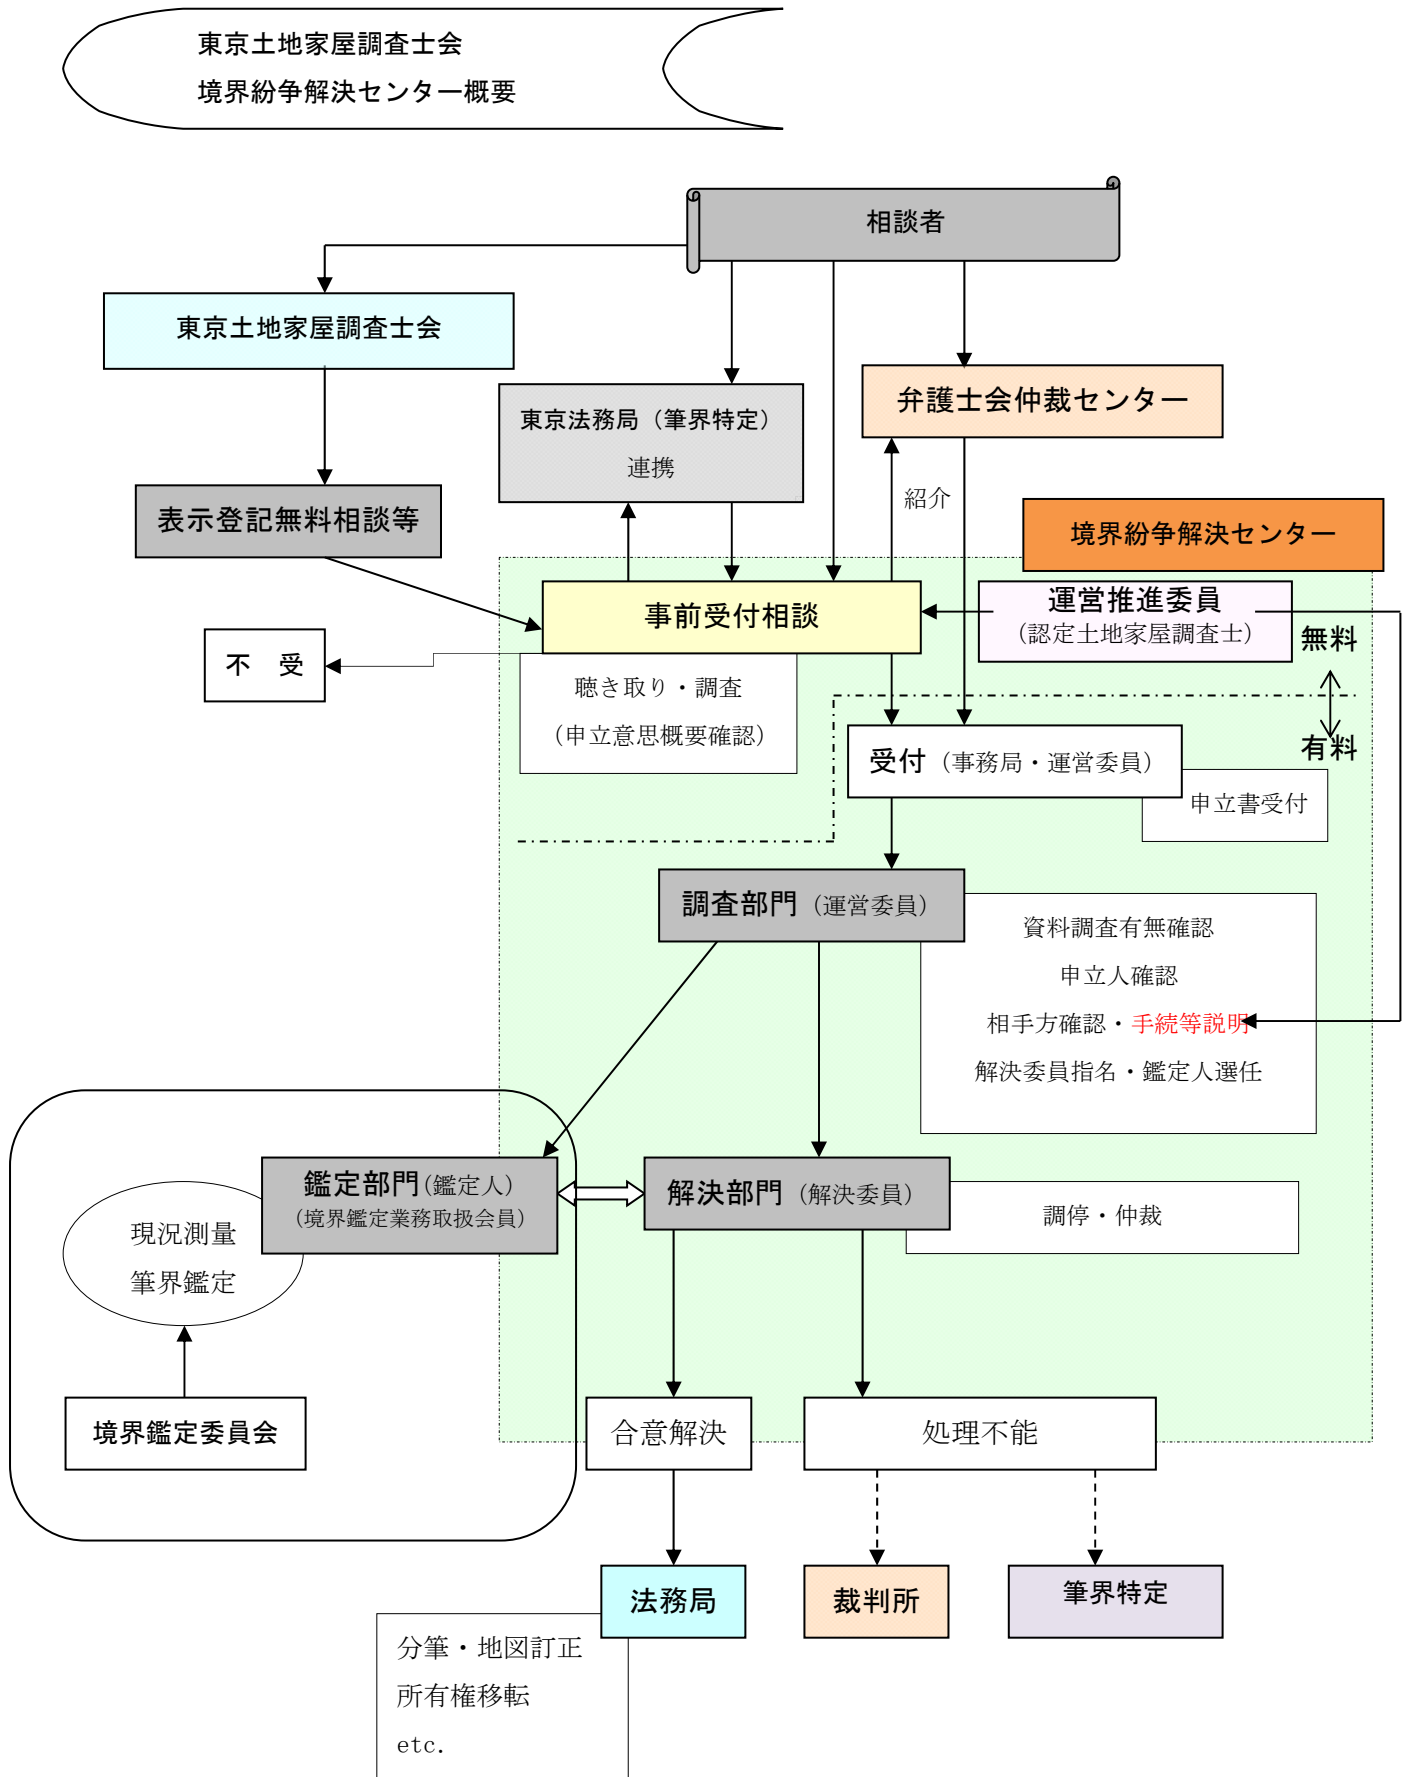 東京土地家屋調査士会
境界紛争解決センター概要
相談者
東京土地家屋調査士会
弁護士会仲裁センター
東京法務局（筆界特定）
連携
紹介
表示登記無料相談等
境界紛争解決センター
事前受付相談
運営推進委員
（認定土地家屋調査士）
無料
不　受
聴き取り・調査
（申立意思概要確認）
有料
受付（事務局・運営委員）
申立書受付
調査部門（運営委員）
資料調査有無確認
申立人確認
相手方確認・手続等説明
解決委員指名・鑑定人選任
鑑定部門（鑑定人）
（境界鑑定業務取扱会員）
解決部門（解決委員）
調停・仲裁
現況測量
筆界鑑定
境界鑑定委員会
合意解決
処理不能
法務局
裁判所
筆界特定
分筆・地図訂正
所有権移転
etc.